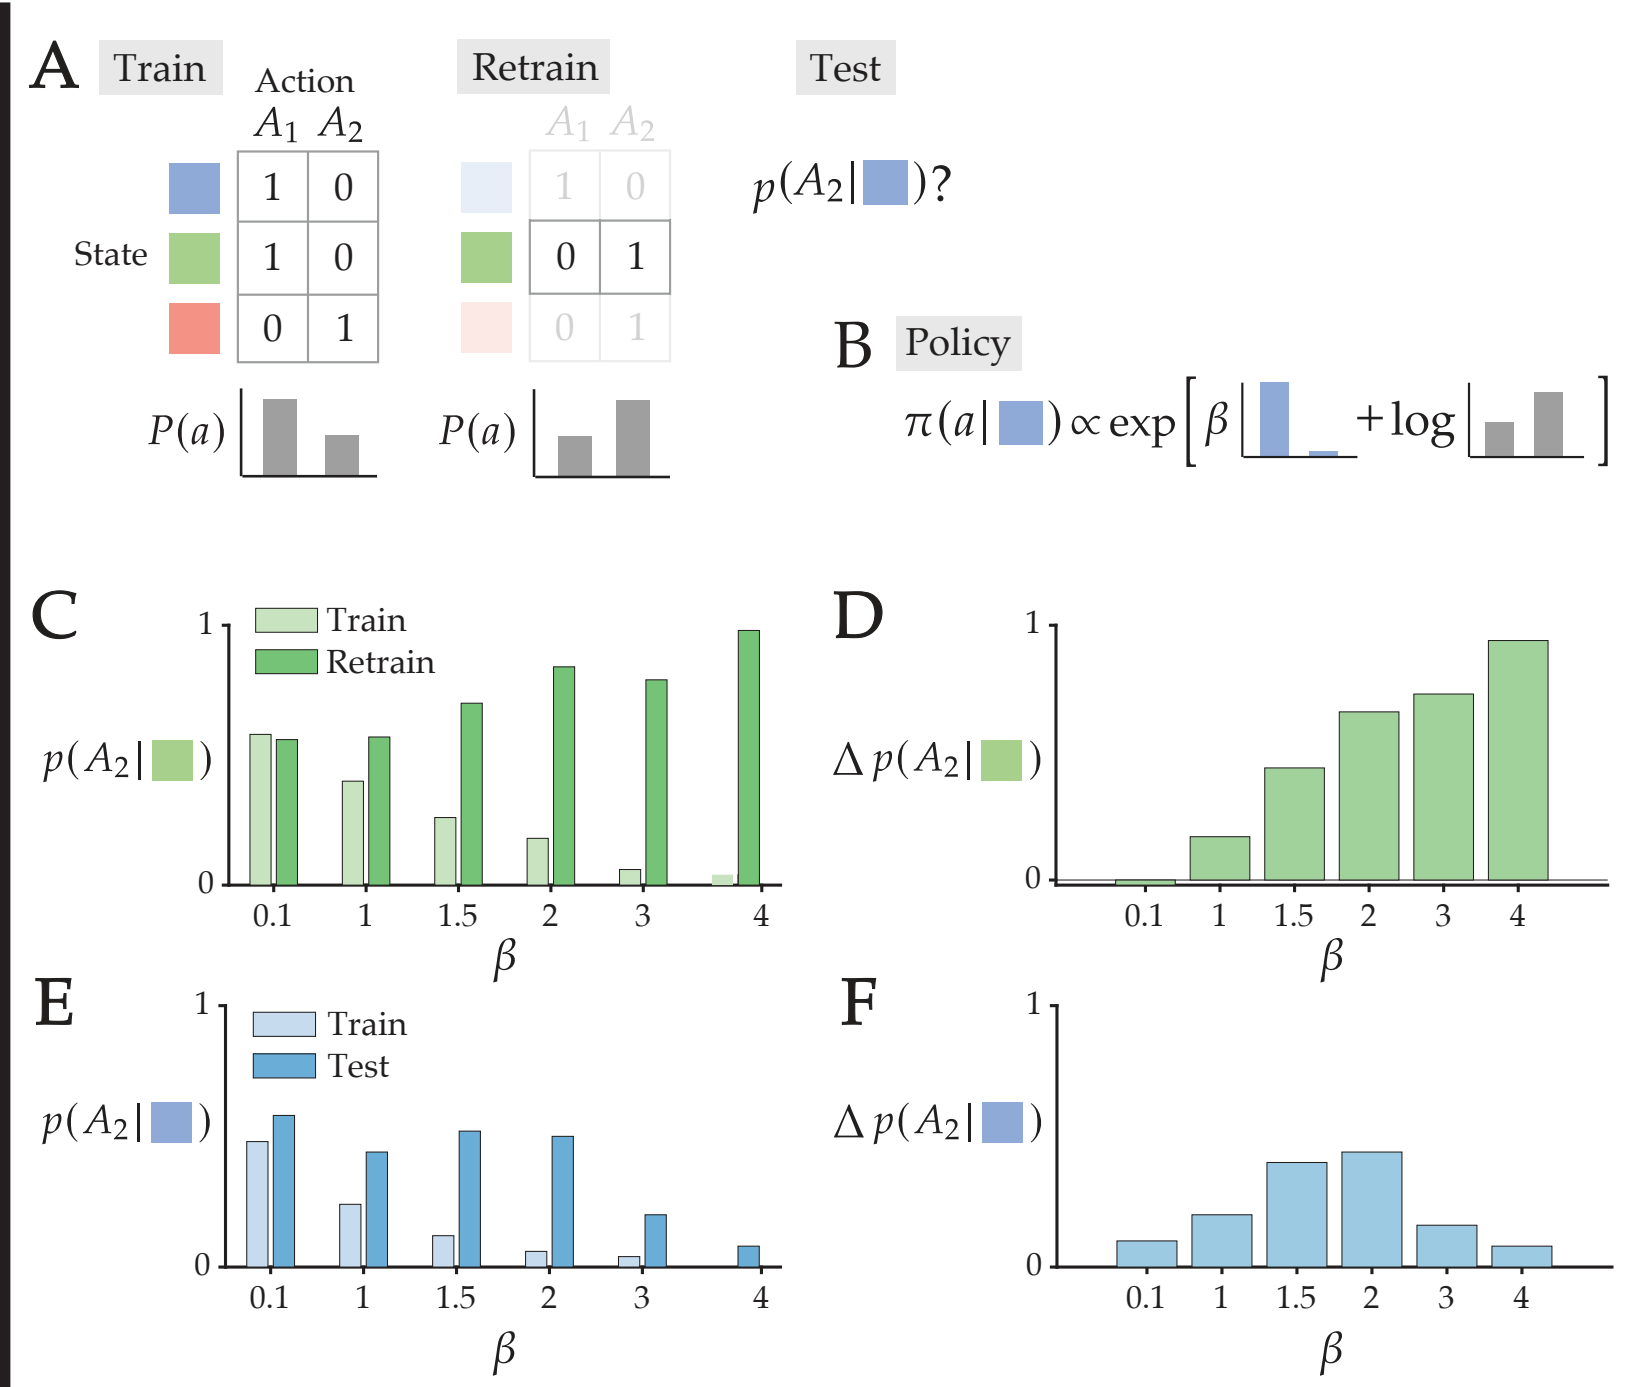 A Train Retrain Test
Action
A1 A2 A1 A2
1 0 1 0 p(A2| )?
State 1 0 0 1
0 1 0 1
B Policy
P(a) P(a) π(a| ) ∝ exp [ β + log ]
C
1 Train
Retrain
p(A2| )
0
0.1 1 1.5 2 3 4
β
D
1
Δ p(A2| )
0
0.1 1 1.5 2 3 4
β
E
1 Train
Test
p(A2| )
0
0.1 1 1.5 2 3 4
β
F
1
Δ p(A2| )
0
0.1 1 1.5 2 3 4
β